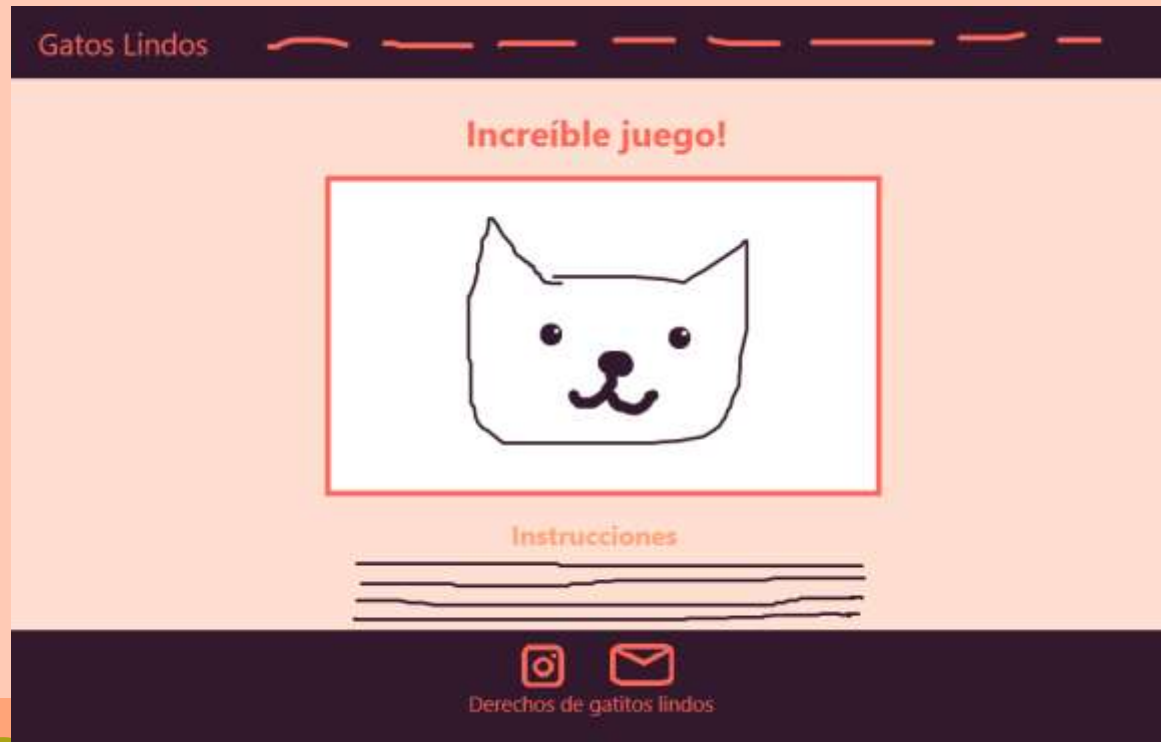 Gatos Lindos
Increíble juego!
Instrucciones
Derechos de gatitos lindos